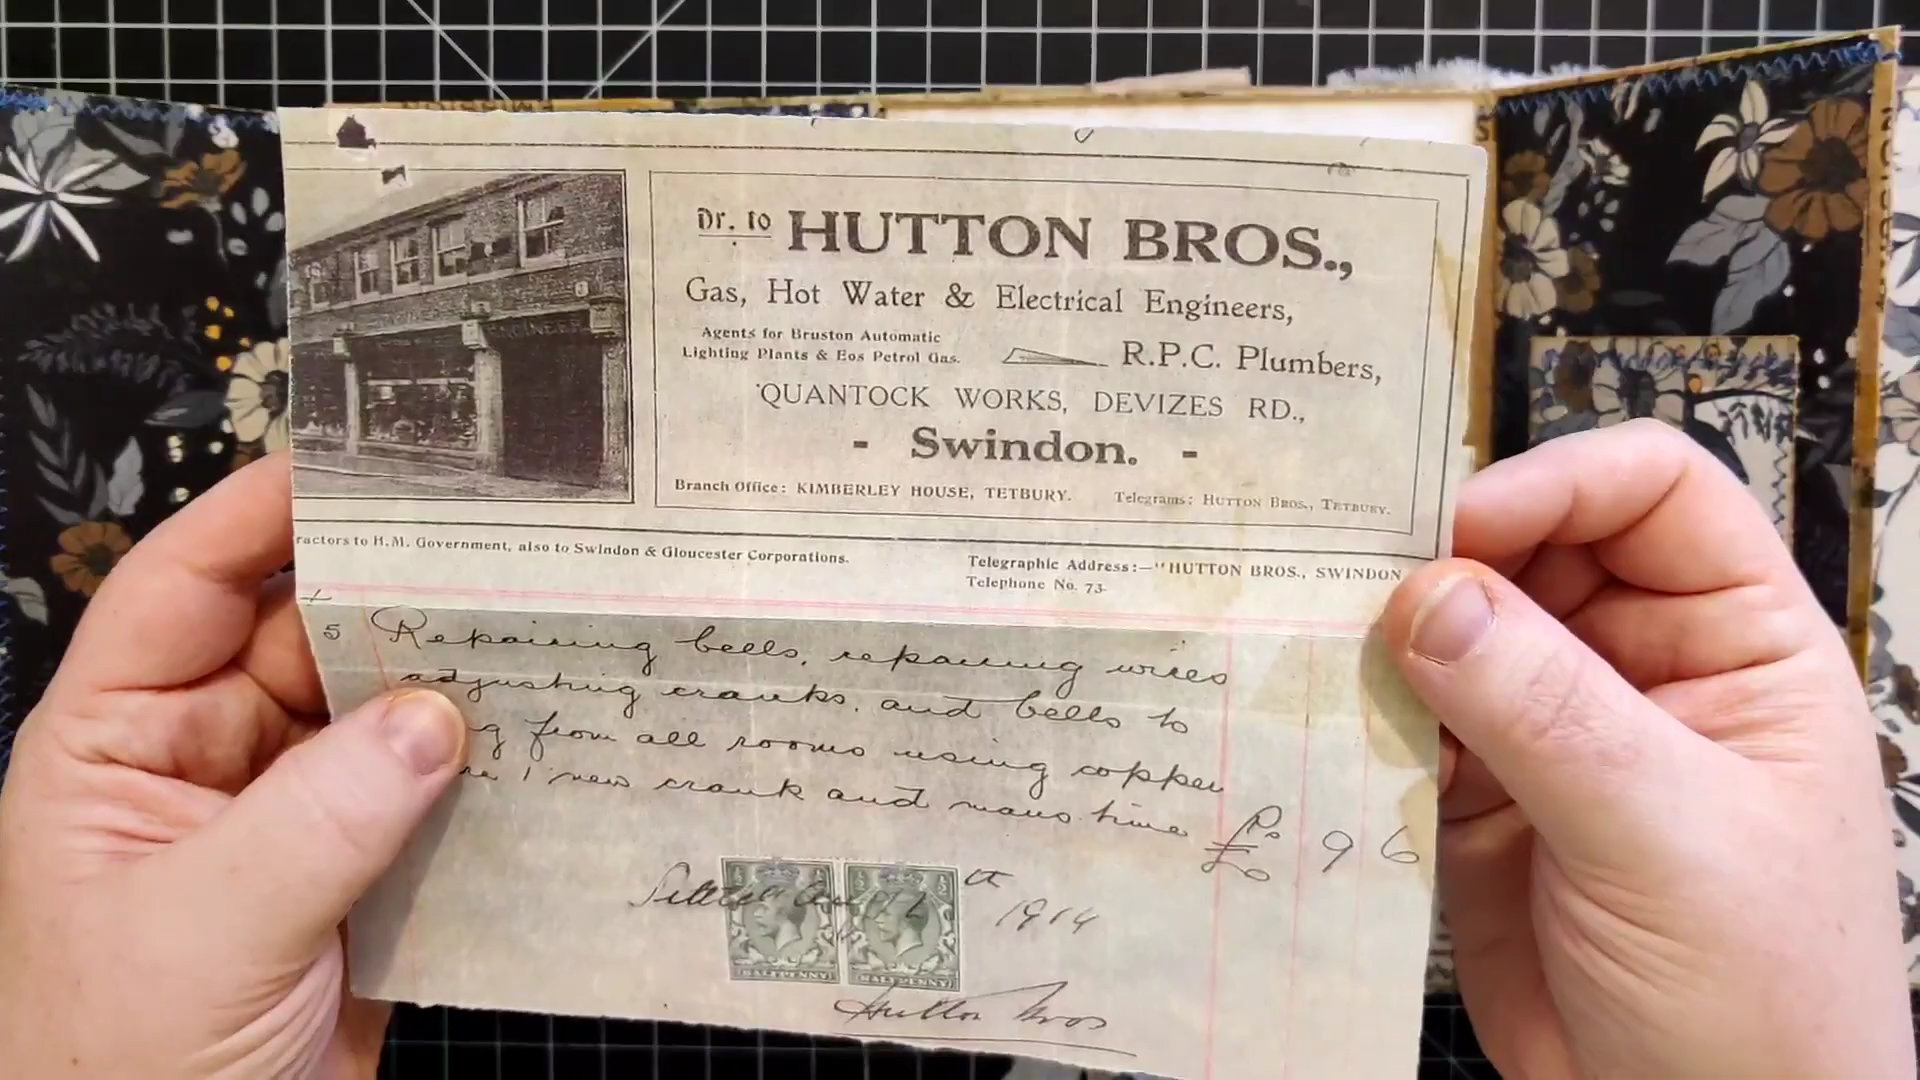 Dr. to HUTTON BROS.,
Gas, Hot Water & Electrical Engineers,
Agents for Bruston Automatic
Lighting Plants & Eos Petrol Gas.
R.P.C. Plumbers,
QUANTOCK WORKS, DEVIZES RD.,
- Swindon. -
Branch Office: KIMBERLEY HOUSE, TETBURY. Telegrams: HUTTON BROS., TETBURY.
ractors to H.M. Government, also to Swindon & Gloucester Corporations.
Telegraphic Address:—"HUTTON BROS., SWINDON
Telephone No. 73
5 Repairing bells, repairing wires
adjusting cranks, and bells to
g from all rooms using copper
re 1 new crank and mans time £ 9 6
Settled 12th 1914
HALFPENNY HALFPENNY
Hutton Bros